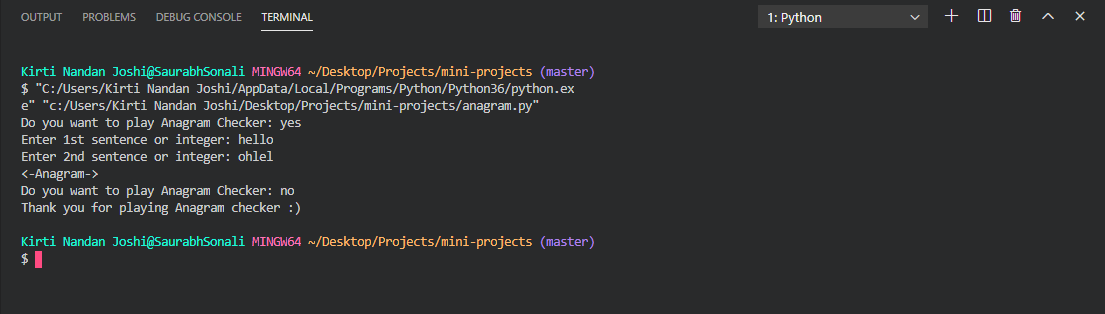 OUTPUT PROBLEMS DEBUG CONSOLE TERMINAL 1: Python
Kirti Nandan Joshi@SaurabhSonali MINGW64 ~/Desktop/Projects/mini-projects (master)
$ "C:/Users/Kirti Nandan Joshi/AppData/Local/Programs/Python/Python36/python.ex
e" "c:/Users/Kirti Nandan Joshi/Desktop/Projects/mini-projects/anagram.py"
Do you want to play Anagram Checker: yes
Enter 1st sentence or integer: hello
Enter 2nd sentence or integer: ohlel
<-Anagram->
Do you want to play Anagram Checker: no
Thank you for playing Anagram checker :)
Kirti Nandan Joshi@SaurabhSonali MINGW64 ~/Desktop/Projects/mini-projects (master)
$